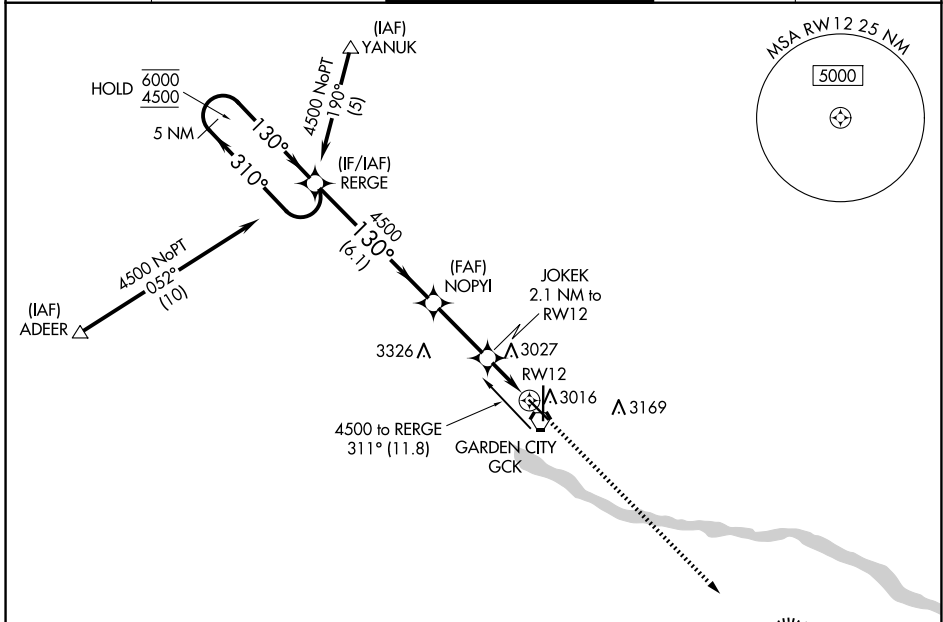 MSA RW12 25 NM
5000
(IAF)
YANUK
4500 NoPT
190°
(5)
HOLD 6000
4500
5 NM
130°
310°
(IF/IAF)
RERGE
4500
130°
(6.1)
4500 NoPT
052°
(10)
(IAF)
ADEER
(FAF)
NOPYI
JOKEK
2.1 NM to
RW12
3326
3027
RW12
3016
3169
4500 to RERGE
311° (11.8)
GARDEN CITY
GCK